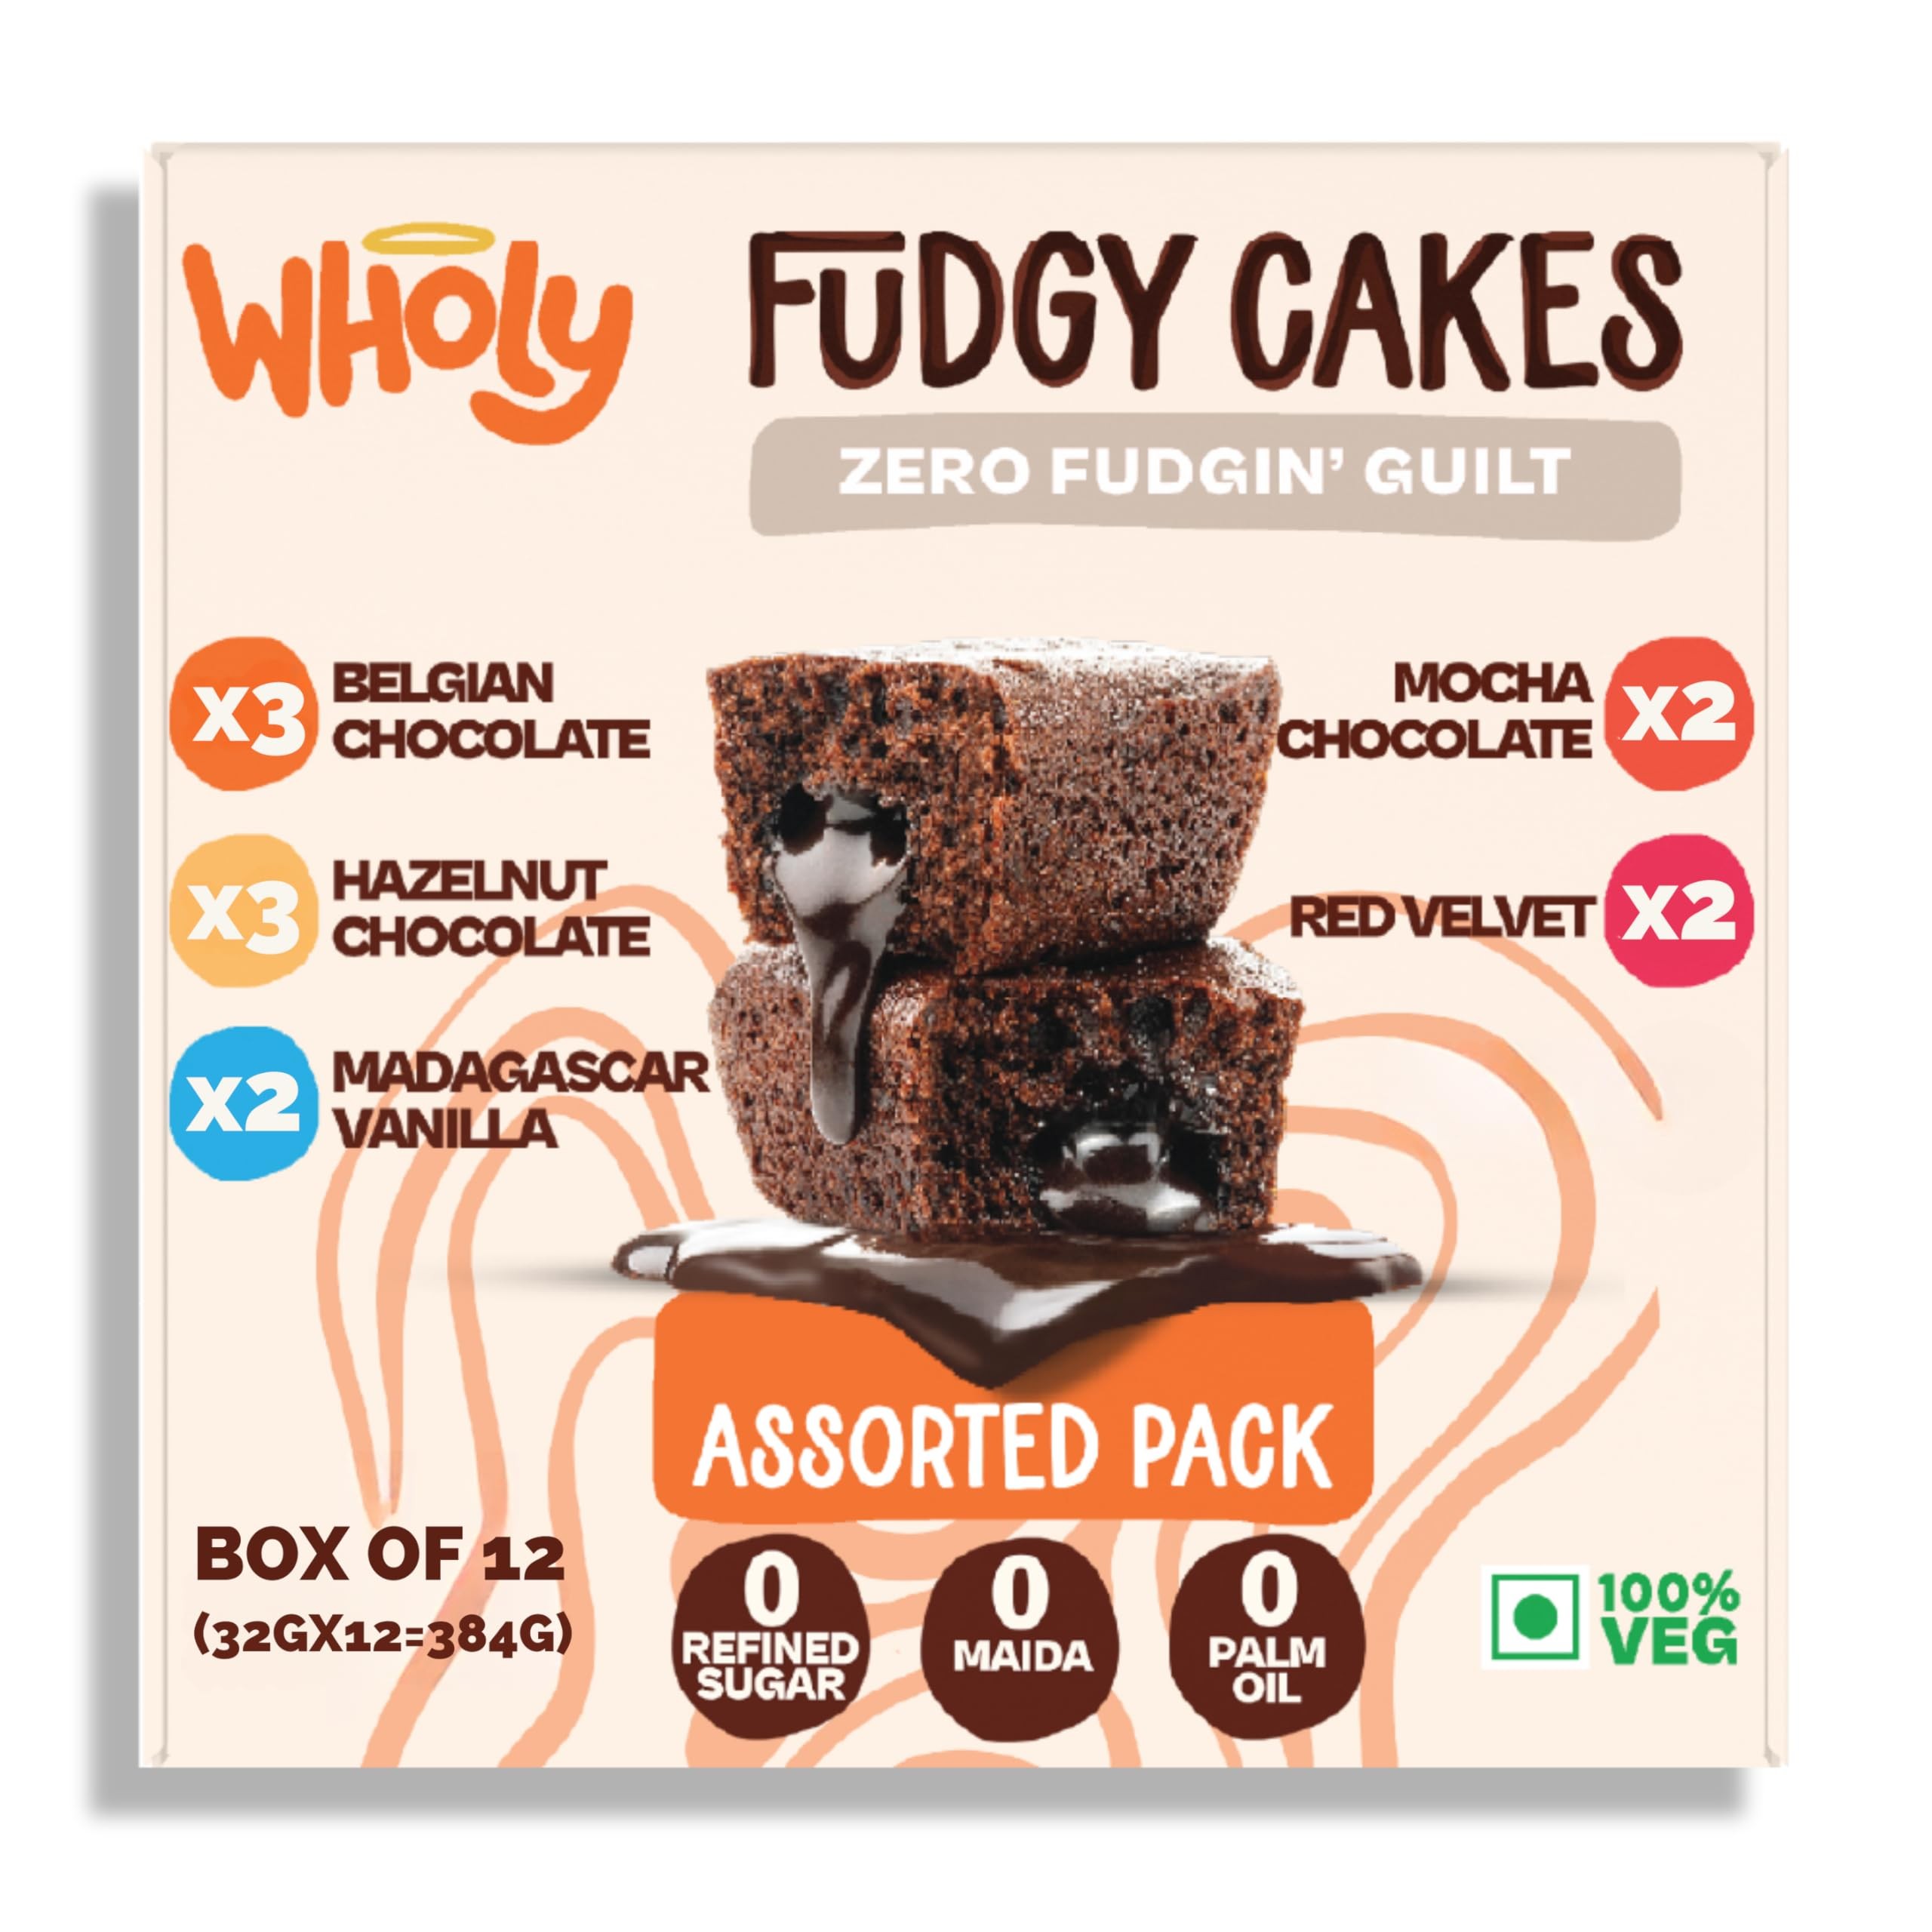 WHOLY
FUDGY CAKES
ZERO FUDGIN' GUILT
X3 BELGIAN
CHOCOLATE
X3 HAZELNUT
CHOCOLATE
X2 MADAGASCAR
VANILLA
MOCHA
CHOCOLATE X2
RED VELVET X2
ASSORTED PACK
BOX OF 12
(32GX12=384G)
0
REFINED
SUGAR
0
MAIDA
0
PALM
OIL
100%
VEG